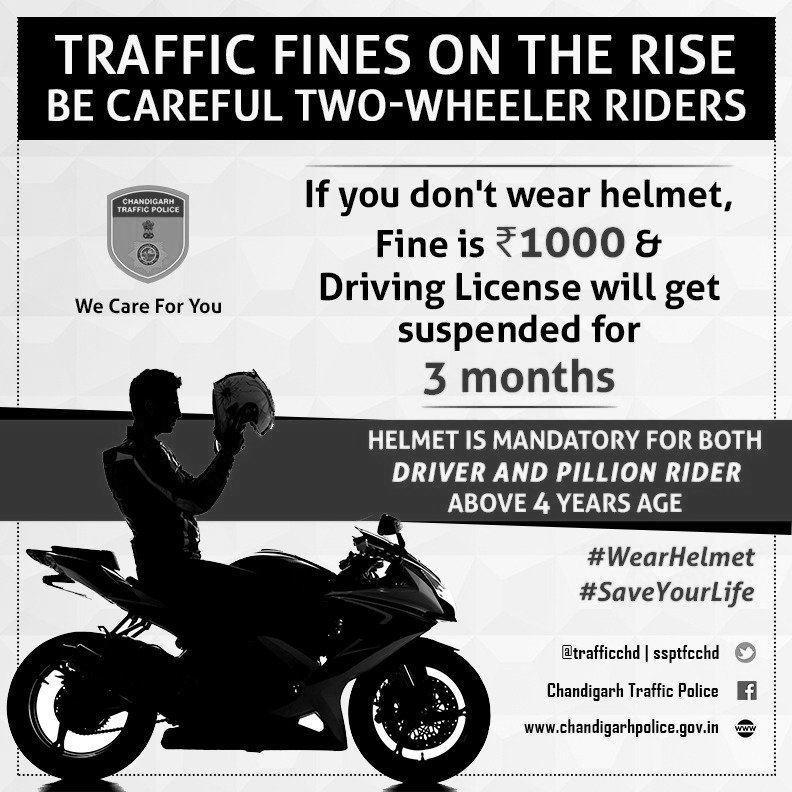 TRAFFIC FINES ON THE RISE
BE CAREFUL TWO-WHEELER RIDERS
CHANDIGARH
TRAFFIC POLICE
We Care For You
If you don't wear helmet,
Fine is ₹1000 &
Driving License will get
suspended for
3 months
HELMET IS MANDATORY FOR BOTH
DRIVER AND PILLION RIDER
ABOVE 4 YEARS AGE
#WearHelmet
#SaveYourLife
@trafficchd | ssptfcchd
Chandigarh Traffic Police
www.chandigarhpolice.gov.in
www